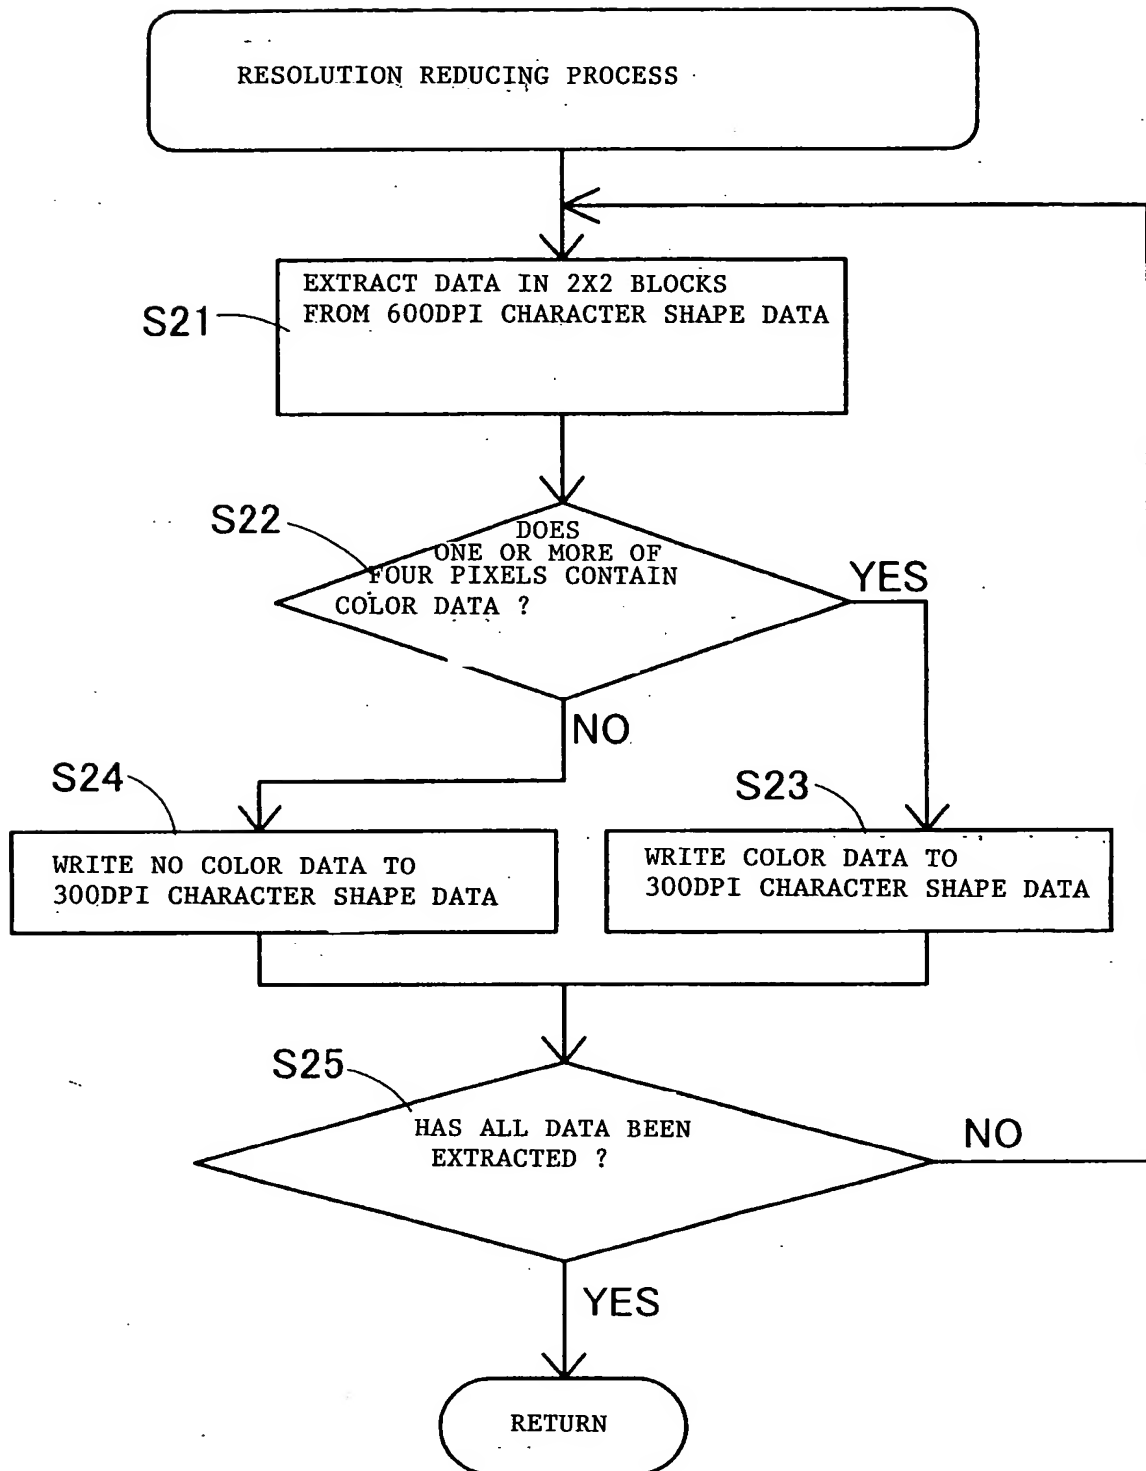 RESOLUTION REDUCING PROCESS
S21
EXTRACT DATA IN 2X2 BLOCKS
FROM 600DPI CHARACTER SHAPE DATA
S22
DOES
ONE OR MORE OF
FOUR PIXELS CONTAIN
COLOR DATA ?
YES
NO
S24
WRITE NO COLOR DATA TO
300DPI CHARACTER SHAPE DATA
S23
WRITE COLOR DATA TO
300DPI CHARACTER SHAPE DATA
S25
HAS ALL DATA BEEN
EXTRACTED ?
NO
YES
RETURN